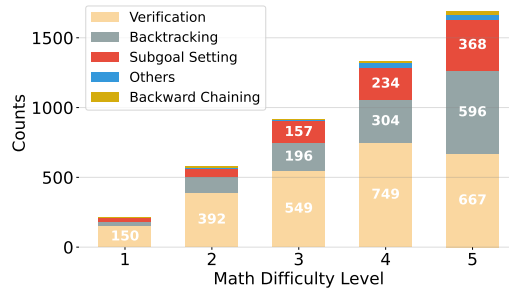 Verification
Backtracking
Subgoal Setting
Others
Backward Chaining
Counts
1500
1000
500
0
150
392
549
196
157
749
304
234
667
596
368
1 2 3 4 5
Math Difficulty Level